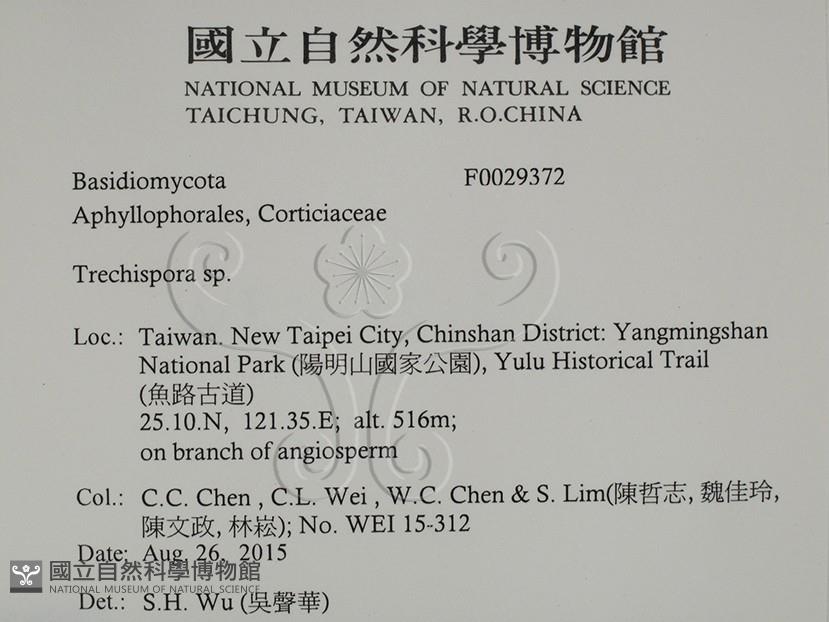 國立自然科學博物館
NATIONAL MUSEUM OF NATURAL SCIENCE
TAICHUNG, TAIWAN, R.O.CHINA
Basidiomycota F0029372
Aphyllophorales, Corticiaceae
Trechispora sp.
Loc.: Taiwan. New Taipei City, Chinshan District: Yangmingshan
National Park (陽明山國家公園), Yulu Historical Trail
(魚路古道)
25.10.N, 121.35.E; alt. 516m;
on branch of angiosperm
Col.: C.C. Chen , C.L. Wei , W.C. Chen & S. Lim(陳哲志, 魏佳玲,
陳文政, 林崧); No. WEI 15-312
Date: Aug. 26, 2015
國立自然科學博物館
NATIONAL MUSEUM OF NATURAL SCIENCE
Det.: S.H. Wu (吳聲華)